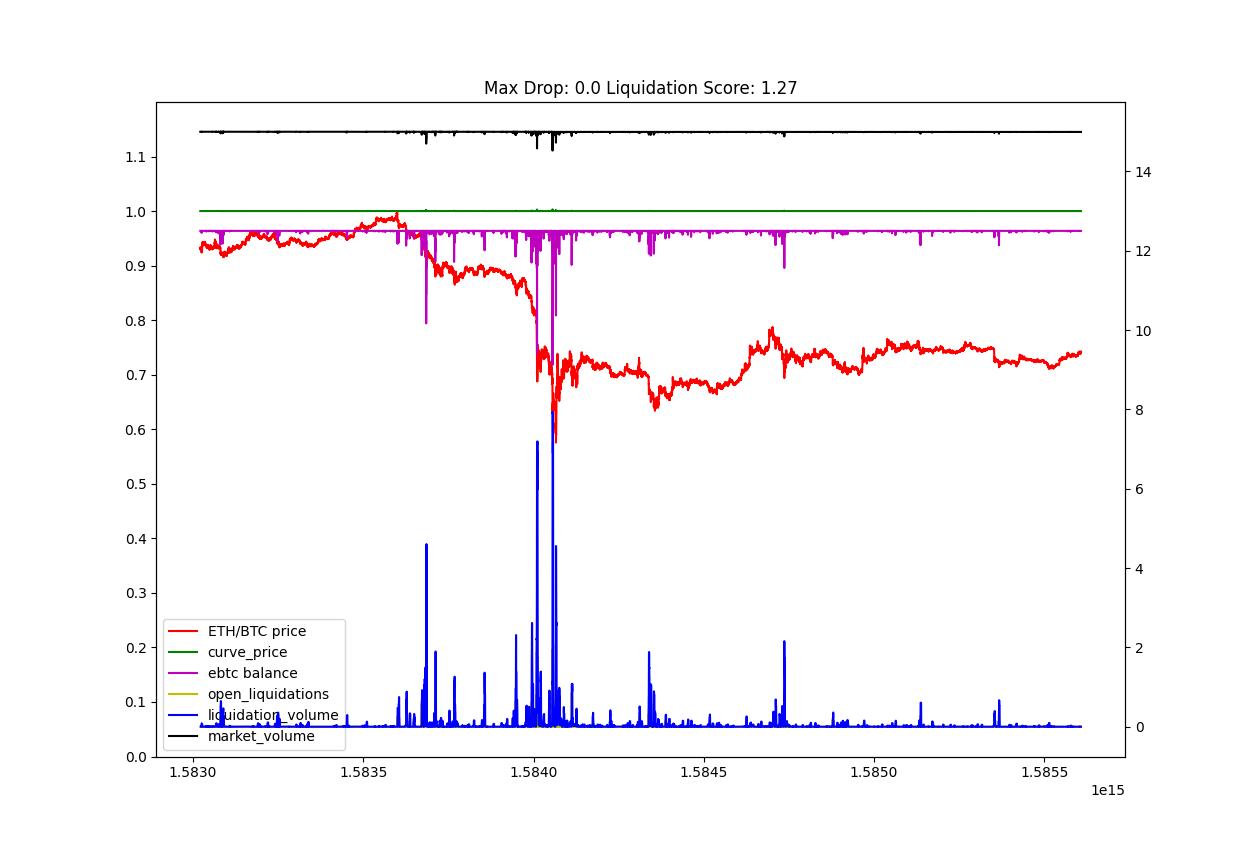 Max Drop: 0.0 Liquidation Score: 1.27
1.1
1.0
0.9
0.8
0.7
0.6
0.5
0.4
0.3
0.2
0.1
0.0
14
12
10
8
6
4
2
0
ETH/BTC price
curve_price
ebtc balance
open_liquidations
liquidation_volume
market_volume
1.5830 1.5835 1.5840 1.5845 1.5850 1.5855
1e15